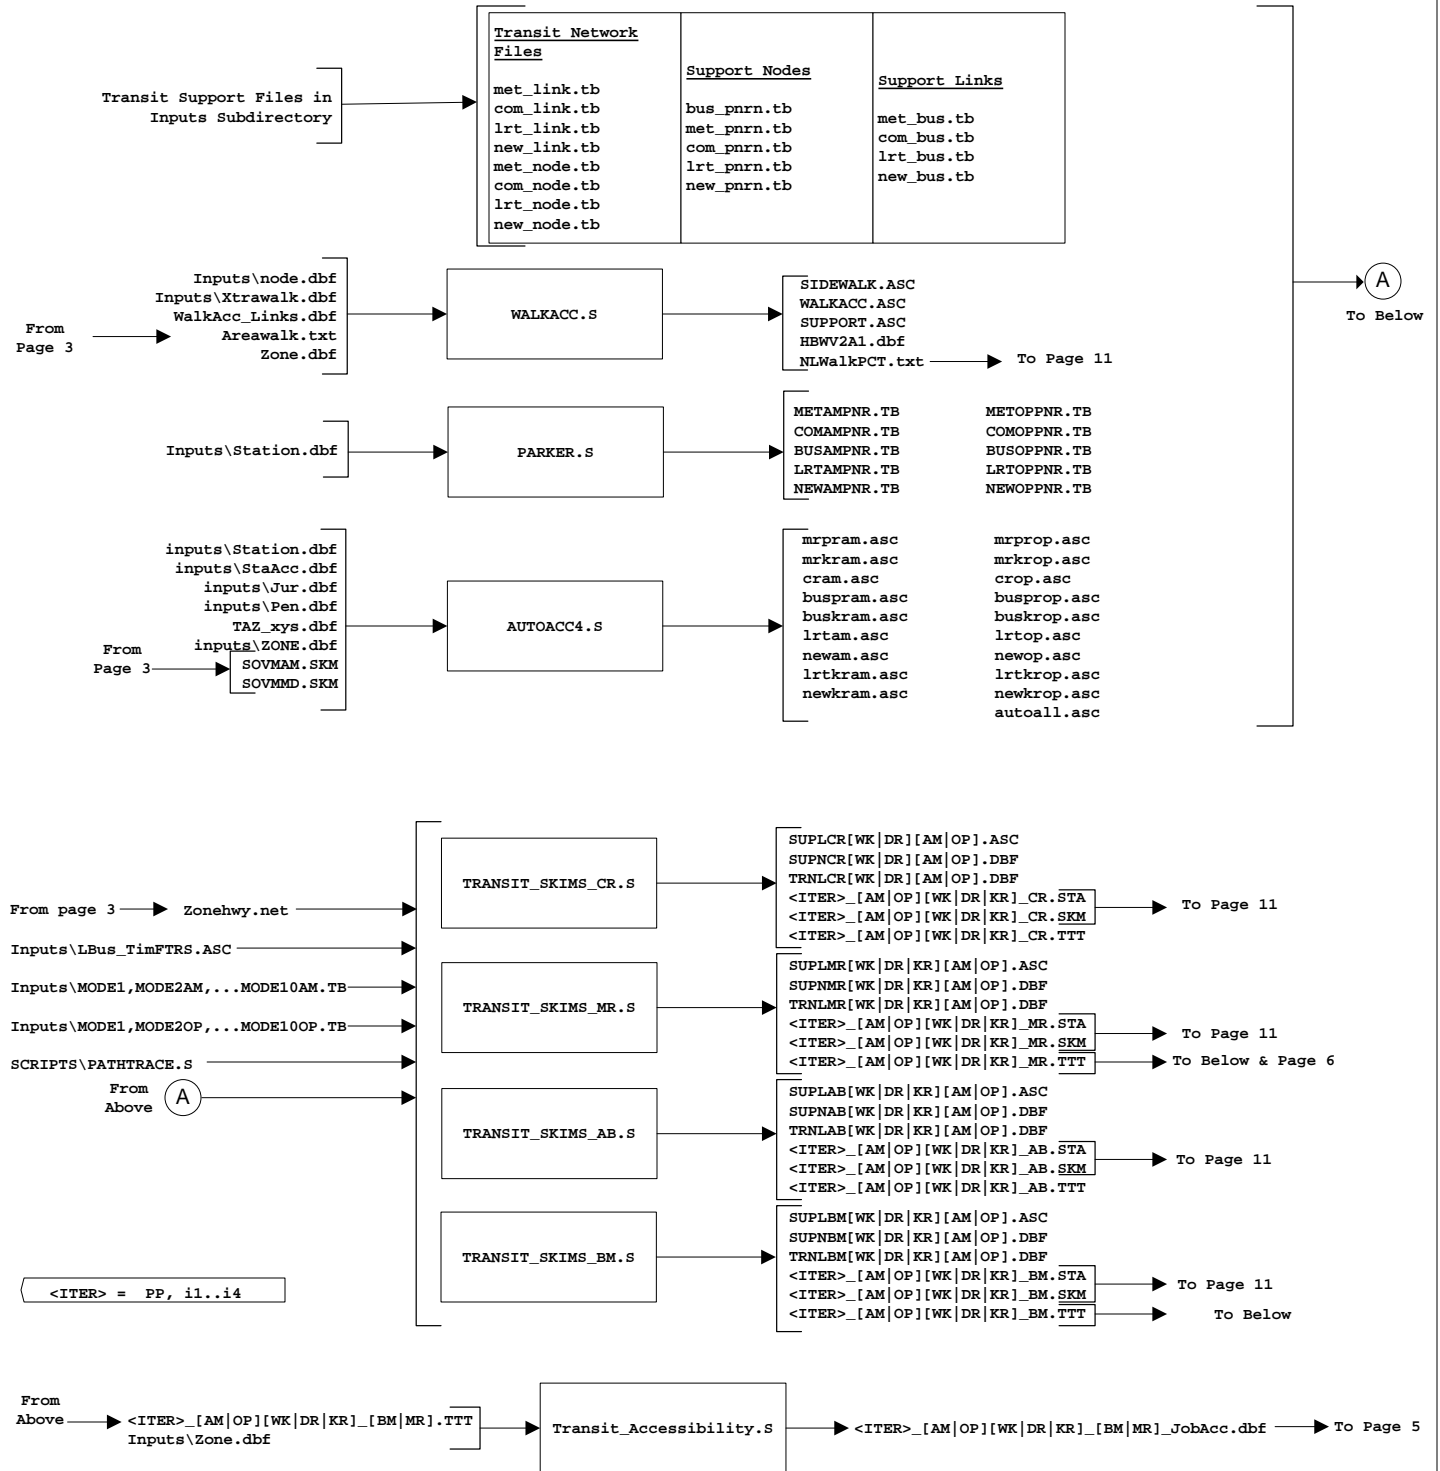 Transit Support Files in
Inputs Subdirectory
Transit Network
Files
met_link.tb
com_link.tb
lrt_link.tb
new_link.tb
met_node.tb
com_node.tb
lrt_node.tb
new_node.tb
Support Nodes
bus_pnrn.tb
met_pnrn.tb
com_pnrn.tb
lrt_pnrn.tb
new_pnrn.tb
Support Links
met_bus.tb
com_bus.tb
lrt_bus.tb
new_bus.tb
A
To Below
From
Page 3
Inputs\node.dbf
Inputs\Xtrawalk.dbf
WalkAcc_Links.dbf
Areawalk.txt
Zone.dbf
WALKACC.S
SIDEWALK.ASC
WALKACC.ASC
SUPPORT.ASC
HBWV2A1.dbf
NLWalkPCT.txt
To Page 11
Inputs\Station.dbf
PARKER.S
METAMPNR.TB
COMAMPNR.TB
BUSAMPNR.TB
LRTAMPNR.TB
NEWAMPNR.TB
METOPPNR.TB
COMOPPNR.TB
BUSOPPNR.TB
LRTOPPNR.TB
NEWOPPNR.TB
inputs\Station.dbf
inputs\StaAcc.dbf
inputs\Jur.dbf
inputs\Pen.dbf
TAZ_xys.dbf
inputs\ZONE.dbf
From
Page 3
SOVMAM.SKM
SOVMMD.SKM
AUTOACC4.S
mrpram.asc
mrkram.asc
cram.asc
buspram.asc
buskram.asc
lrtam.asc
newam.asc
lrtkram.asc
newkram.asc
mrprop.asc
mrkrop.asc
crop.asc
busprop.asc
buskrop.asc
lrtop.asc
newop.asc
lrtkrop.asc
newkrop.asc
autoall.asc
From page 3
Zonehwy.net
Inputs\LBus_TimFTRS.ASC
Inputs\MODE1,MODE2AM,...MODE10AM.TB
Inputs\MODE1,MODE2OP,...MODE10OP.TB
SCRIPTS\PATHTRACE.S
From
Above
A
TRANSIT_SKIMS_CR.S
SUPLCR[WK|DR][AM|OP].ASC
SUPNCR[WK|DR][AM|OP].DBF
TRNLCR[WK|DR][AM|OP].DBF
<ITER>_[AM|OP][WK|DR|KR]_CR.STA
<ITER>_[AM|OP][WK|DR|KR]_CR.SKM
<ITER>_[AM|OP][WK|DR|KR]_CR.TTT
To Page 11
TRANSIT_SKIMS_MR.S
SUPLMR[WK|DR|KR][AM|OP].ASC
SUPNMR[WK|DR|KR][AM|OP].DBF
TRNLMR[WK|DR|KR][AM|OP].DBF
<ITER>_[AM|OP][WK|DR|KR]_MR.STA
<ITER>_[AM|OP][WK|DR|KR]_MR.SKM
<ITER>_[AM|OP][WK|DR|KR]_MR.TTT
To Page 11
To Below & Page 6
TRANSIT_SKIMS_AB.S
SUPLAB[WK|DR|KR][AM|OP].ASC
SUPNAB[WK|DR|KR][AM|OP].DBF
TRNLAB[WK|DR|KR][AM|OP].DBF
<ITER>_[AM|OP][WK|DR|KR]_AB.STA
<ITER>_[AM|OP][WK|DR|KR]_AB.SKM
<ITER>_[AM|OP][WK|DR|KR]_AB.TTT
To Page 11
TRANSIT_SKIMS_BM.S
SUPLBM[WK|DR|KR][AM|OP].ASC
SUPNBM[WK|DR|KR][AM|OP].DBF
TRNLBM[WK|DR|KR][AM|OP].DBF
<ITER>_[AM|OP][WK|DR|KR]_BM.STA
<ITER>_[AM|OP][WK|DR|KR]_BM.SKM
<ITER>_[AM|OP][WK|DR|KR]_BM.TTT
To Page 11
To Below
<ITER> = PP, i1..i4
From
Above
<ITER>_[AM|OP][WK|DR|KR]_[BM|MR].TTT
Inputs\Zone.dbf
Transit_Accessibility.S
<ITER>_[AM|OP][WK|DR|KR]_[BM|MR]_JobAcc.dbf
To Page 5